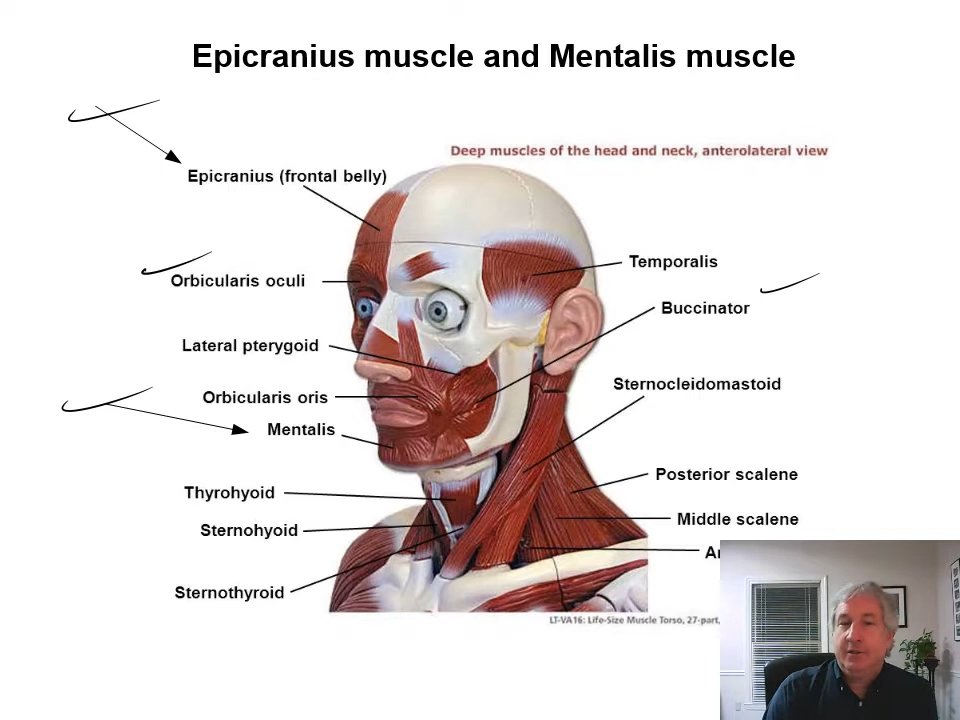 Epicranius muscle and Mentalis muscle
Deep muscles of the head and neck, anterolateral view
Epicranius (frontal belly)
Temporalis
Orbicularis oculi
Buccinator
Lateral pterygoid
Sternocleidomastoid
Orbicularis oris
Mentalis
Posterior scalene
Thyrohyoid
Middle scalene
Sternohyoid
Sternothyroid
LT-VA16: Life-Size Muscle Torso, 27-part,